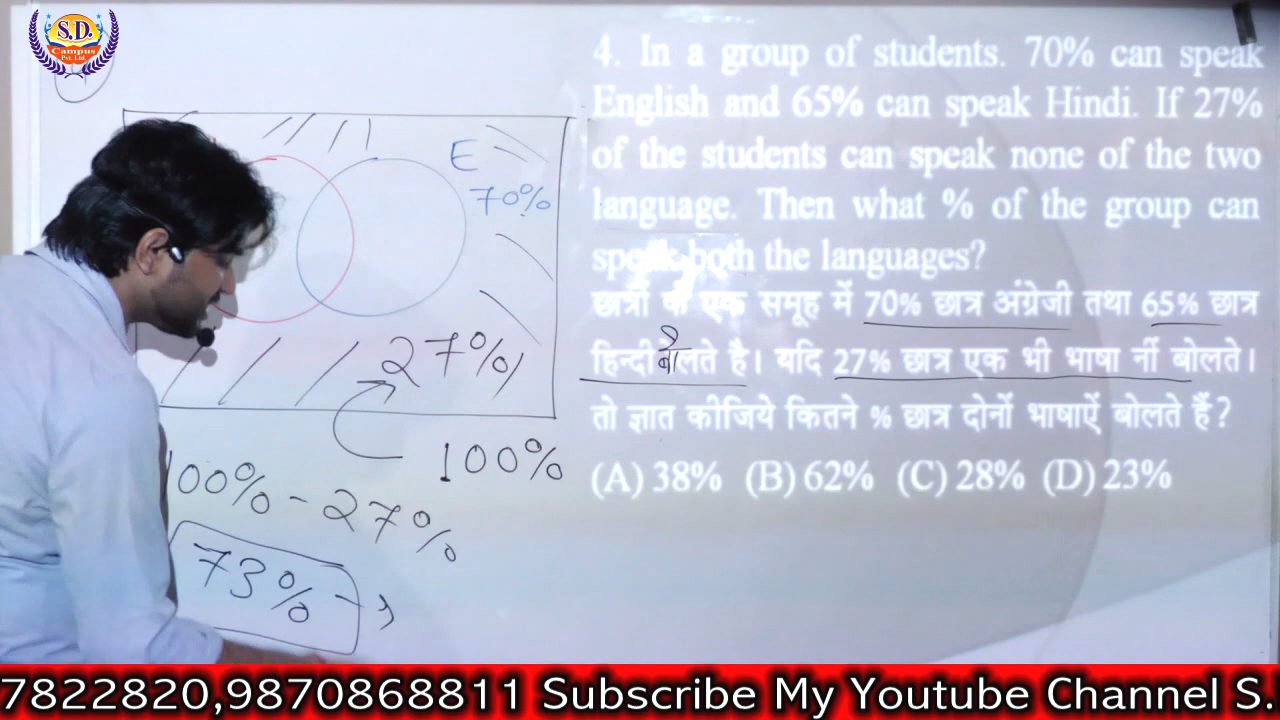 S.D.
Campus
Pvt. Ltd.
4. In a group of students. 70% can speak
English and 65% can speak Hindi. If 27%
of the students can speak none of the two
language. Then what % of the group can
speak both the languages?
छात्रों के एक समूह में 70% छात्र अंग्रेजी तथा 65% छात्र
हिन्दी बोलते है। यदि 27% छात्र एक भी भाषा नीं बोलते।
तो ज्ञात कीजिये कितने % छात्र दोनों भाषाऐं बोलते हैं?
(A) 38% (B) 62% (C) 28% (D) 23%
E
70%
27%
100%
100% - 27%
73%
7822820,9870868811 Subscribe My Youtube Channel S.